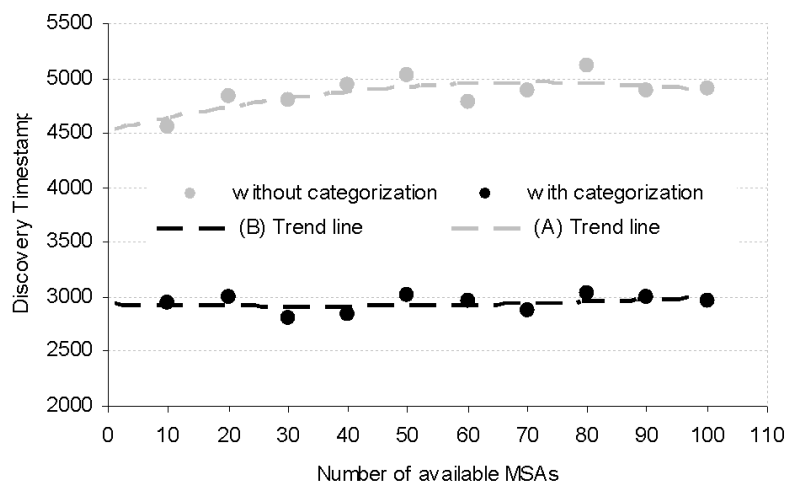 5500
5000
4500
4000
3500
3000
2500
2000
Discovery Timestamp
without categorization
with categorization
(B) Trend line
(A) Trend line
0 10 20 30 40 50 60 70 80 90 100 110
Number of available MSAs